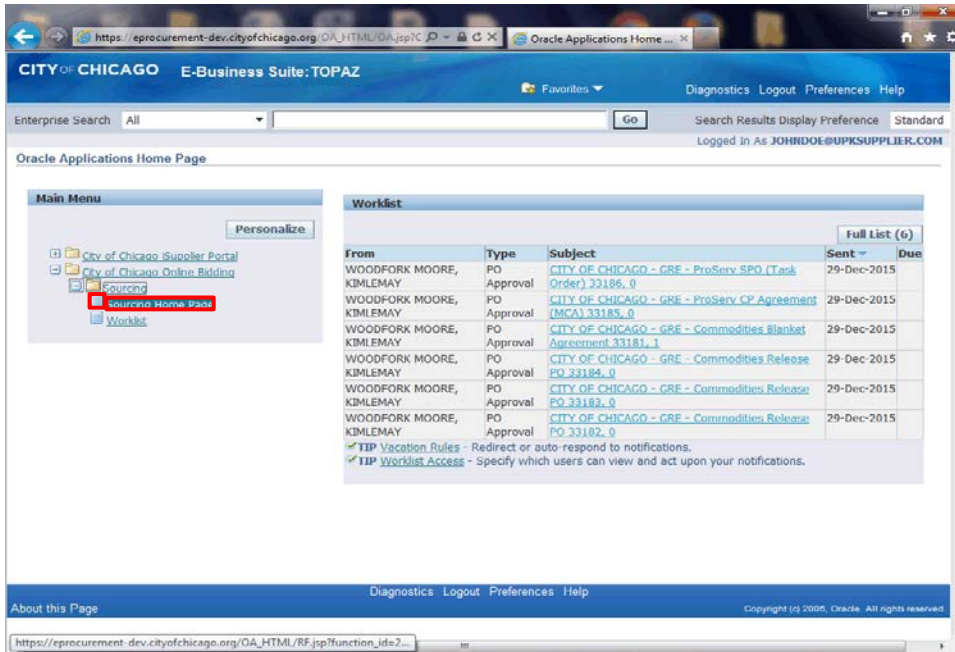 https://eprocurement-dev.cityofchicago.org/OA_HTML/OA.jsp?C
Oracle Applications Home ...
CITY OF CHICAGO E-Business Suite: TOPAZ
Favorites
Diagnostics Logout Preferences Help
Enterprise Search All Go Search Results Display Preference Standard
Logged In As JOHNDOE@UPKSUPPLIER.COM
Oracle Applications Home Page
Main Menu
Personalize
City of Chicago iSupplier Portal
City of Chicago Online Bidding
Sourcing
Sourcing Home Page
Worklist
Worklist
Full List (6)
From Type Subject Sent Due
WOODFORK MOORE, PO CITY OF CHICAGO - GRE - ProServ SPO (Task 29-Dec-2015
KIMLEMAY Approval Order) 33186, 0
WOODFORK MOORE, PO CITY OF CHICAGO - GRE - ProServ CP Agreement 29-Dec-2015
KIMLEMAY Approval (MCA) 33185, 0
WOODFORK MOORE, PO CITY OF CHICAGO - GRE - Commodities Blanket 29-Dec-2015
KIMLEMAY Approval Agreement 33181, 1
WOODFORK MOORE, PO CITY OF CHICAGO - GRE - Commodities Release 29-Dec-2015
KIMLEMAY Approval PO 33184, 0
WOODFORK MOORE, PO CITY OF CHICAGO - GRE - Commodities Release 29-Dec-2015
KIMLEMAY Approval PO 33183, 0
WOODFORK MOORE, PO CITY OF CHICAGO - GRE - Commodities Release 29-Dec-2015
KIMLEMAY Approval PO 33182, 0
TIP Vacation Rules - Redirect or auto-respond to notifications.
TIP Worklist Access - Specify which users can view and act upon your notifications.
Diagnostics Logout Preferences Help
About this Page
Copyright (c) 2006, Oracle. All rights reserved.
https://eprocurement-dev.cityofchicago.org/OA_HTML/RF.jsp?function_id=2...